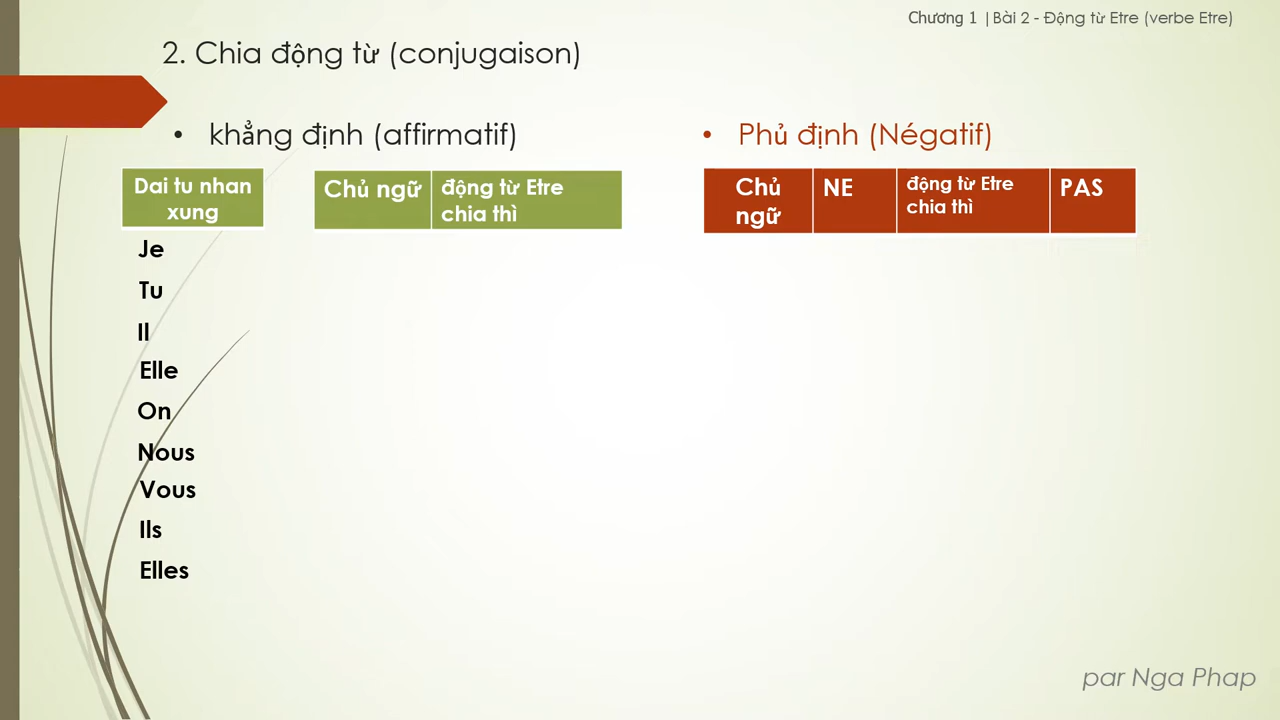 Chương 1 |Bài 2 - Động từ Etre (verbe Etre)
2. Chia động từ (conjugaison)
• khẳng định (affirmatif)
• Phủ định (Négatif)
Dai tu nhan
xung
Chủ ngữ
động từ Etre
chia thì
Chủ
ngữ
NE
động từ Etre
chia thì
PAS
Je
Tu
Il
Elle
On
Nous
Vous
Ils
Elles
par Nga Phap